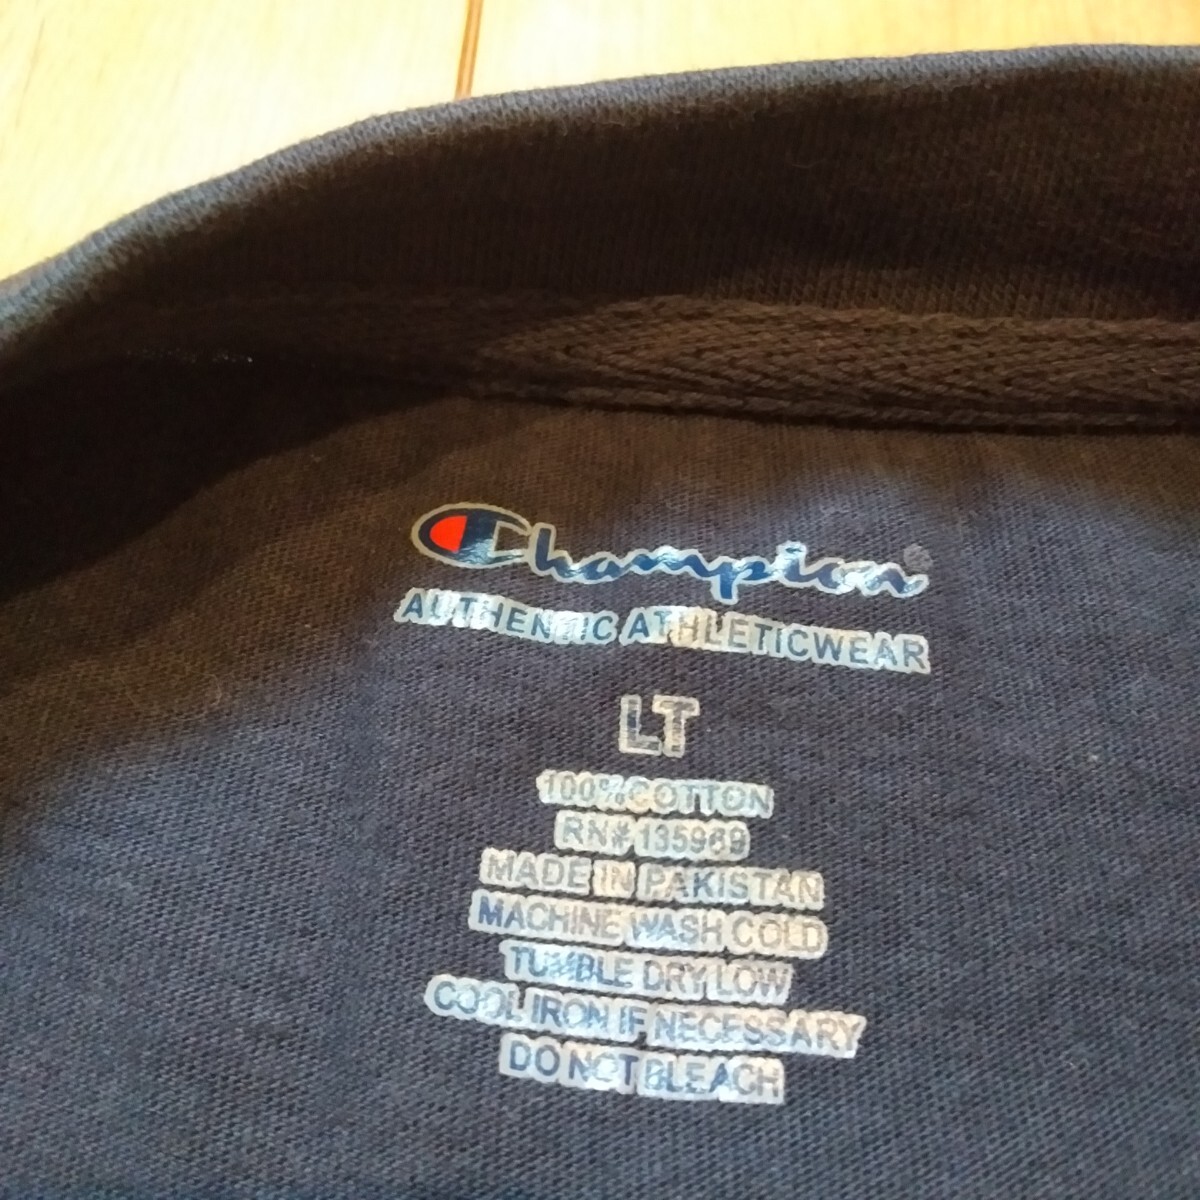 Champion®
AUTHENTIC ATHLETICWEAR
LT
100%COTTON
RN#135969
MADE IN PAKISTAN
MACHINE WASH COLD
TUMBLE DRY LOW
COOL IRON IF NECESSARY
DO NOT BLEACH